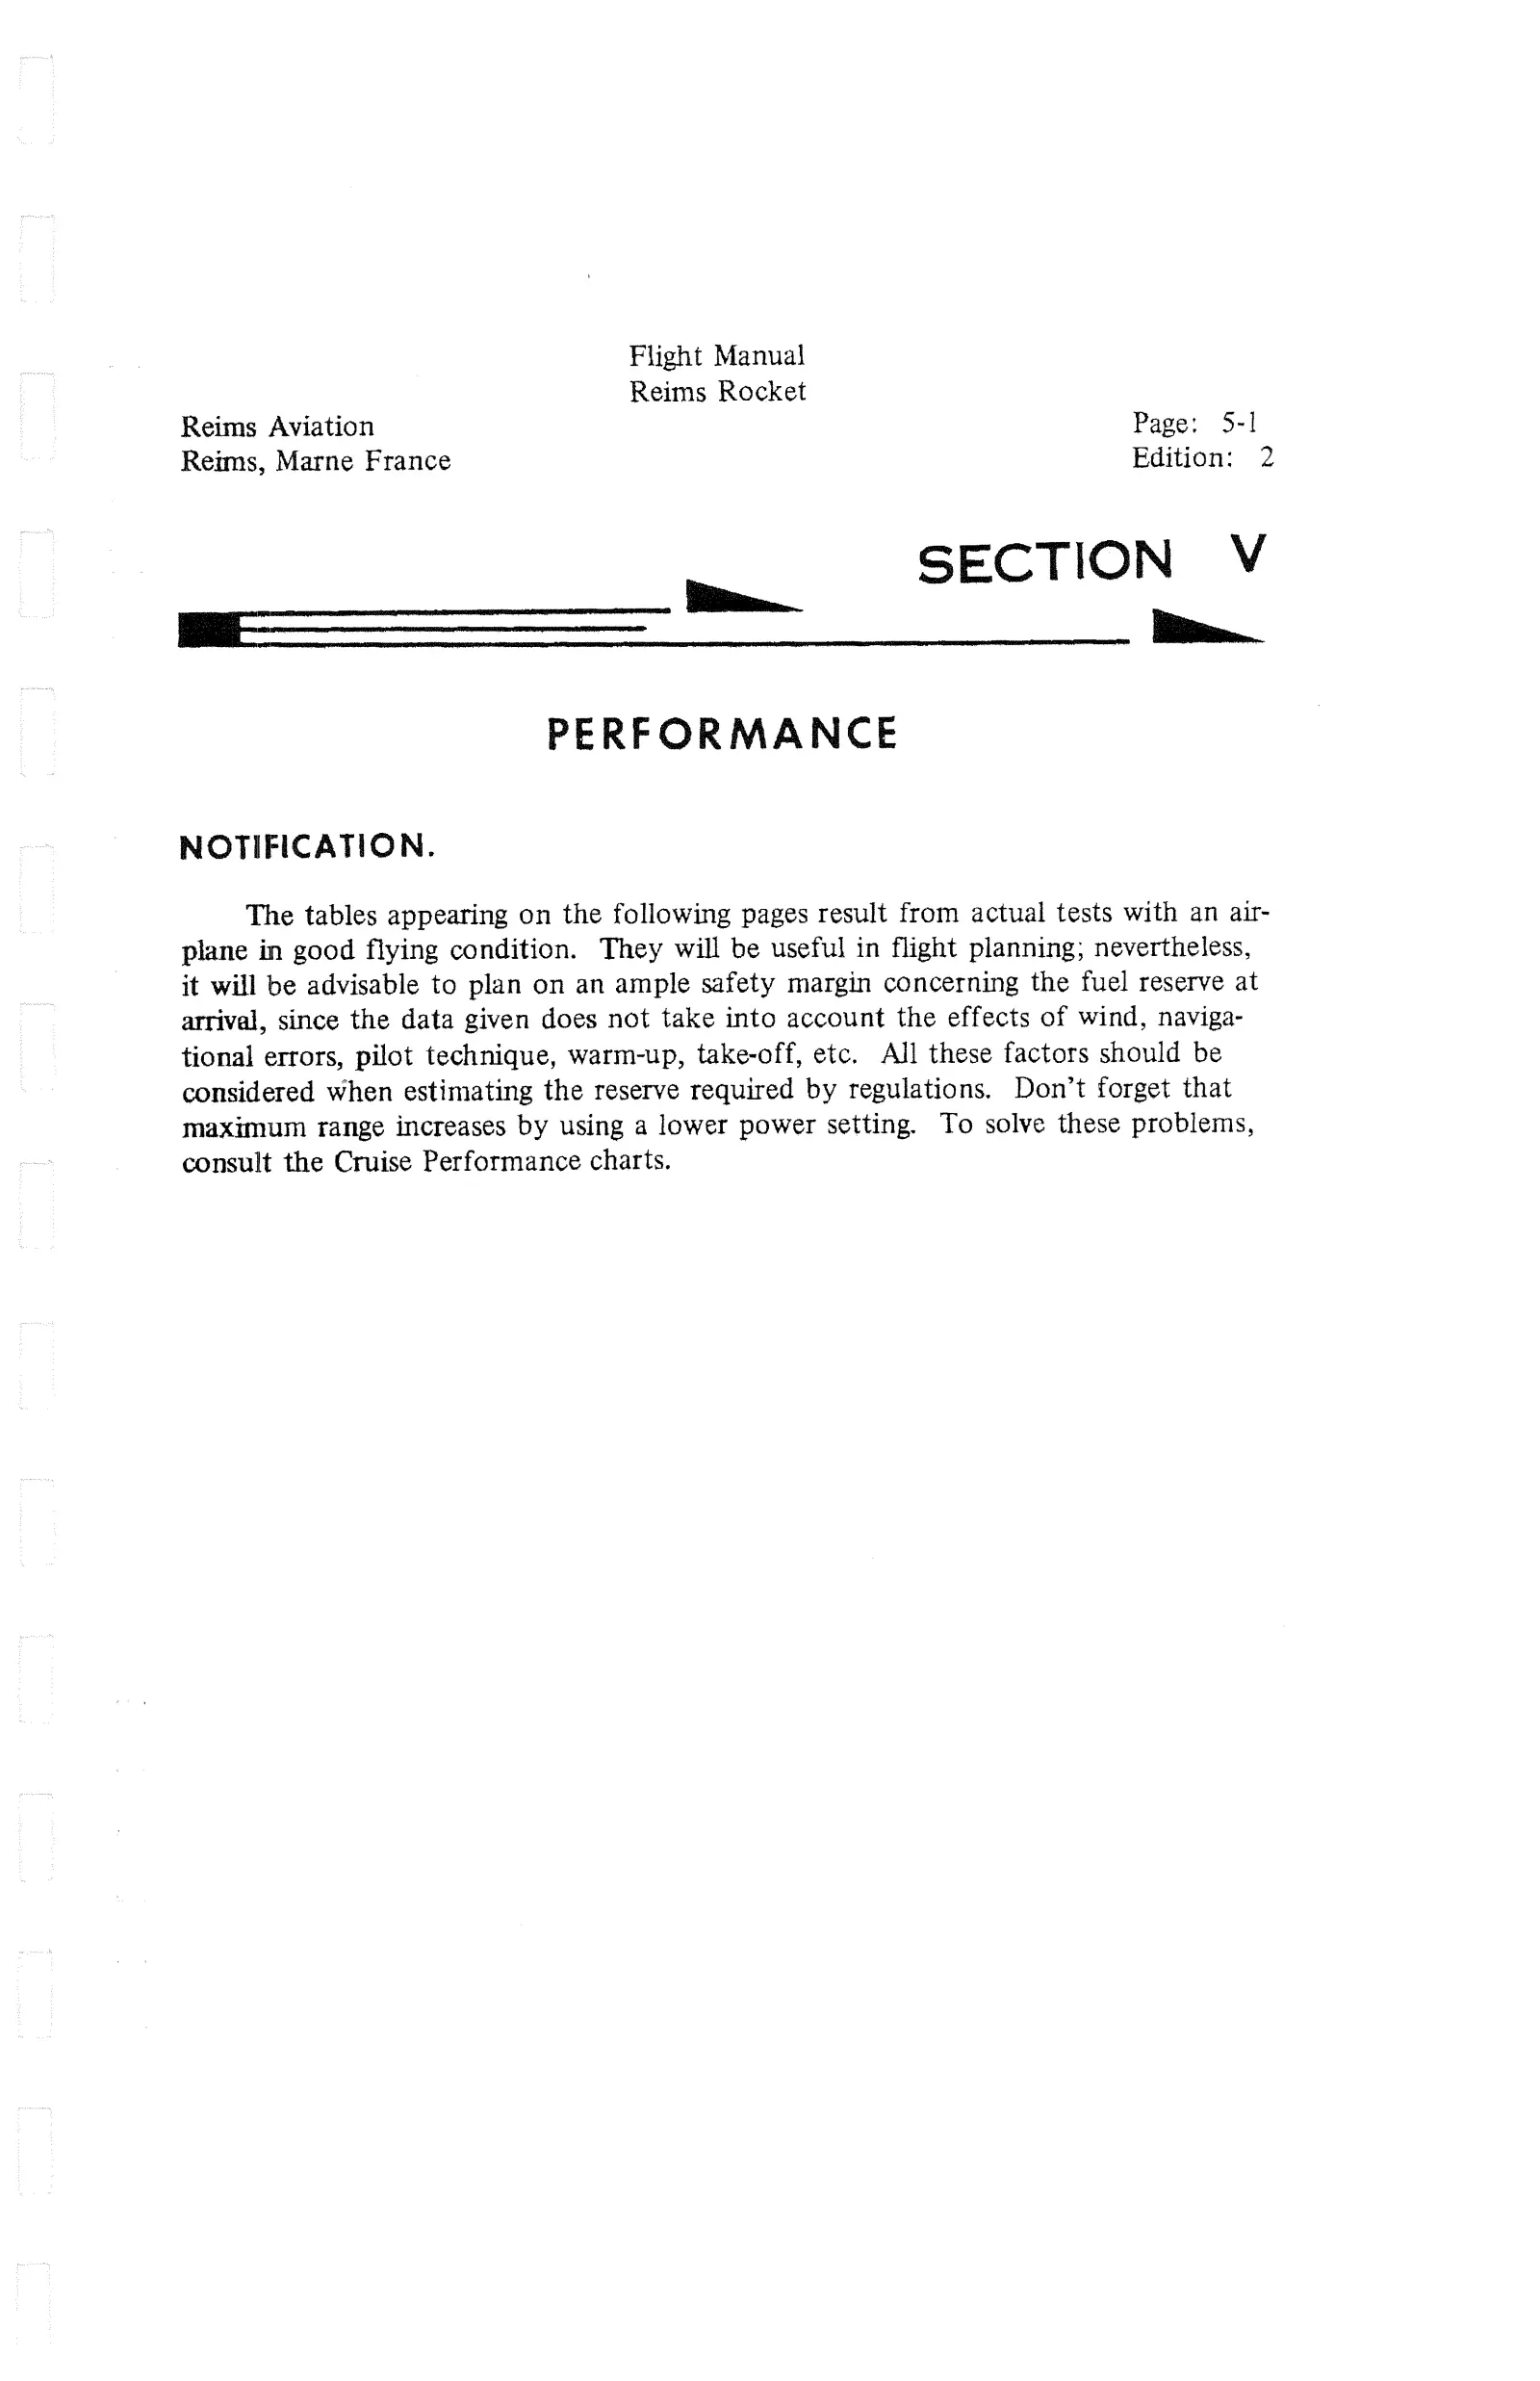 Flight Manual
Reims Rocket
Reims Aviation
Reims, Marne France
Page: 5-1
Edition: 2
SECTION V
PERFORMANCE
NOTIFICATION.
The tables appearing on the following pages result from actual tests with an air-
plane in good flying condition. They will be useful in flight planning; nevertheless,
it will be advisable to plan on an ample safety margin concerning the fuel reserve at
arrival, since the data given does not take into account the effects of wind, naviga-
tional errors, pilot technique, warm-up, take-off, etc. All these factors should be
considered when estimating the reserve required by regulations. Don't forget that
maximum range increases by using a lower power setting. To solve these problems,
consult the Cruise Performance charts.